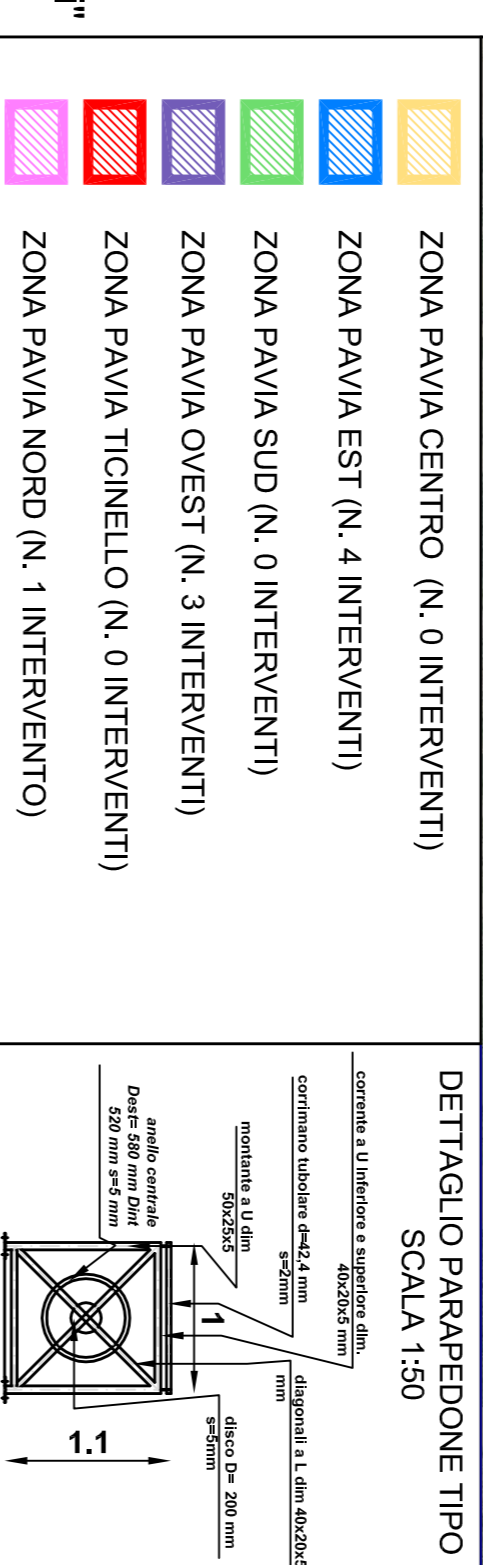 ZONA PAVIA CENTRO (N. 0 INTERVENTI)
ZONA PAVIA EST (N. 4 INTERVENTI)
ZONA PAVIA SUD (N. 0 INTERVENTI)
ZONA PAVIA OVEST (N. 3 INTERVENTI)
ZONA PAVIA TICINELLO (N. 0 INTERVENTI)
ZONA PAVIA NORD (N. 1 INTERVENTO)
DETTAGLIO PARAPEDONE TIPO
SCALA 1:50
corrente a U inferiore e superiore dim.
40x20x5 mm
corrimano tubolare d=42,4 mm
s=2mm
montante a U dim
50x25x5
anello centrale
Dest= 580 mm Dint
520 mm s=5 mm
diagonali a L dim 40x20x5
mm
disco D= 200 mm
s=5mm
1
1.1